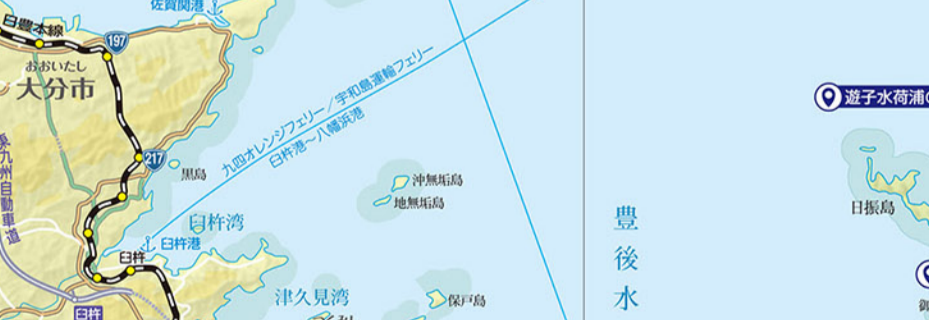 佐賀関港
日豊本線
197
おおいたし
大分市
217
九四オレンジフェリー/宇和島運輸フェリー
臼杵港〜八幡浜港
黒島
沖無垢島
地無垢島
遊子水荷浦の
日振島
東九州自動車道
臼杵湾
臼杵港
臼杵
豊後水
津久見湾
保戸島
臼杵
御